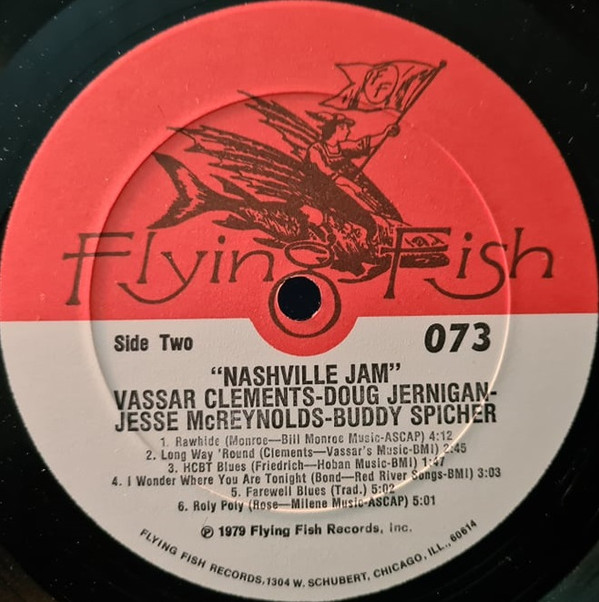 FF
Flying Fish
Side Two
073
"NASHVILLE JAM"
VASSAR CLEMENTS-DOUG JERNIGAN-
JESSE McREYNOLDS-BUDDY SPICHER
1. Rawhide (Monroe—Bill Monroe Music-ASCAP) 4:12
2. Long Way 'Round (Clements—Vassar's Music-BMI) 2:45
3. HCBT Blues (Friedrich—Hoban Music-BMI) 1:47
4. I Wonder Where You Are Tonight (Bond—Red River Songs-BMI) 3:03
5. Farewell Blues (Trad.) 5:02
6. Roly Poly (Rose—Milene Music-ASCAP) 5:01
℗ 1979 Flying Fish Records, Inc.
FLYING FISH RECORDS, 1304 W. SCHUBERT, CHICAGO, ILL., 60614